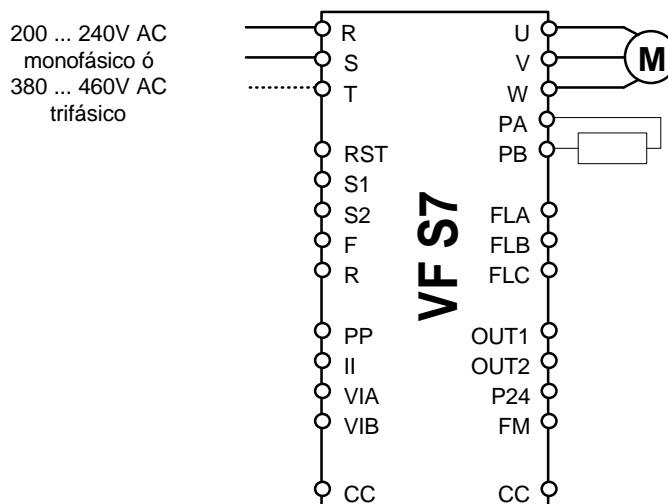 200 ... 240V AC
monofásico ó
380 ... 460V AC
trifásico
R
S
T
RST
S1
S2
F
R
PP
II
VIA
VIB
CC
VF S7
U
V
W
PA
PB
FLA
FLB
FLC
OUT1
OUT2
P24
FM
CC
M